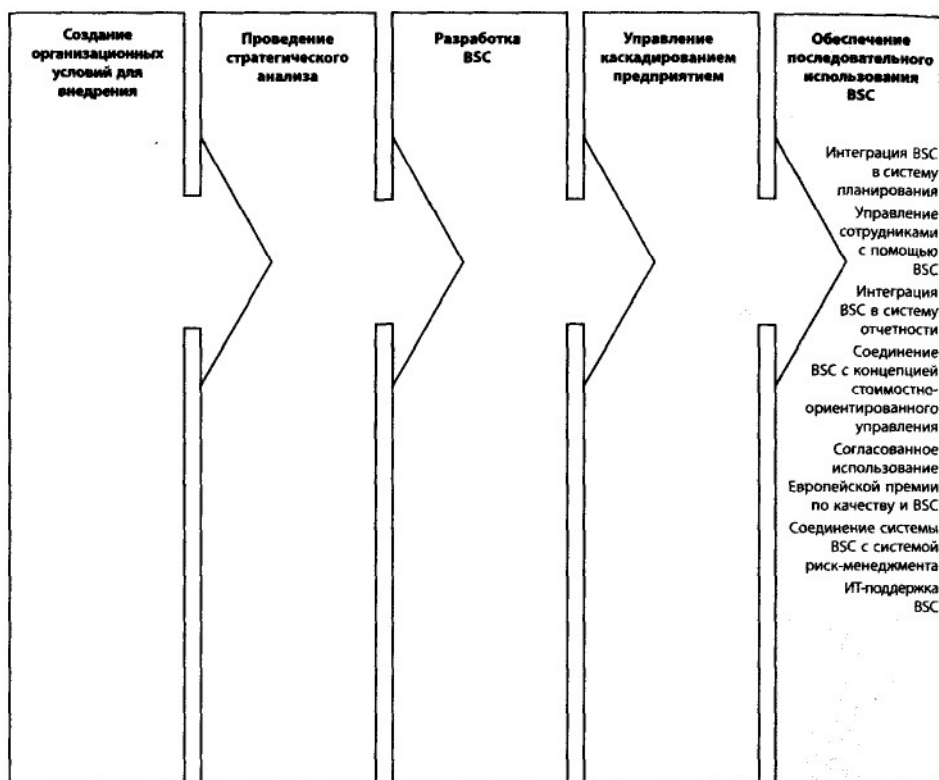 Создание
организационных
условий для
внедрения
Проведение
стратегического
анализа
Разработка
BSC
Управление
каскадированием
предприятием
Обеспечение
последовательного
использования
BSC
Интеграция BSC
в систему
планирования
Управление
сотрудниками
с помощью
BSC
Интеграция
BSC в систему
отчетности
Соединение
BSC с концепцией
стоимостно-
ориентированного
управления
Согласованное
использование
Европейской премии
по качеству и BSC
Соединение системы
BSC с системой
риск-менеджмента
ИТ-поддержка
BSC